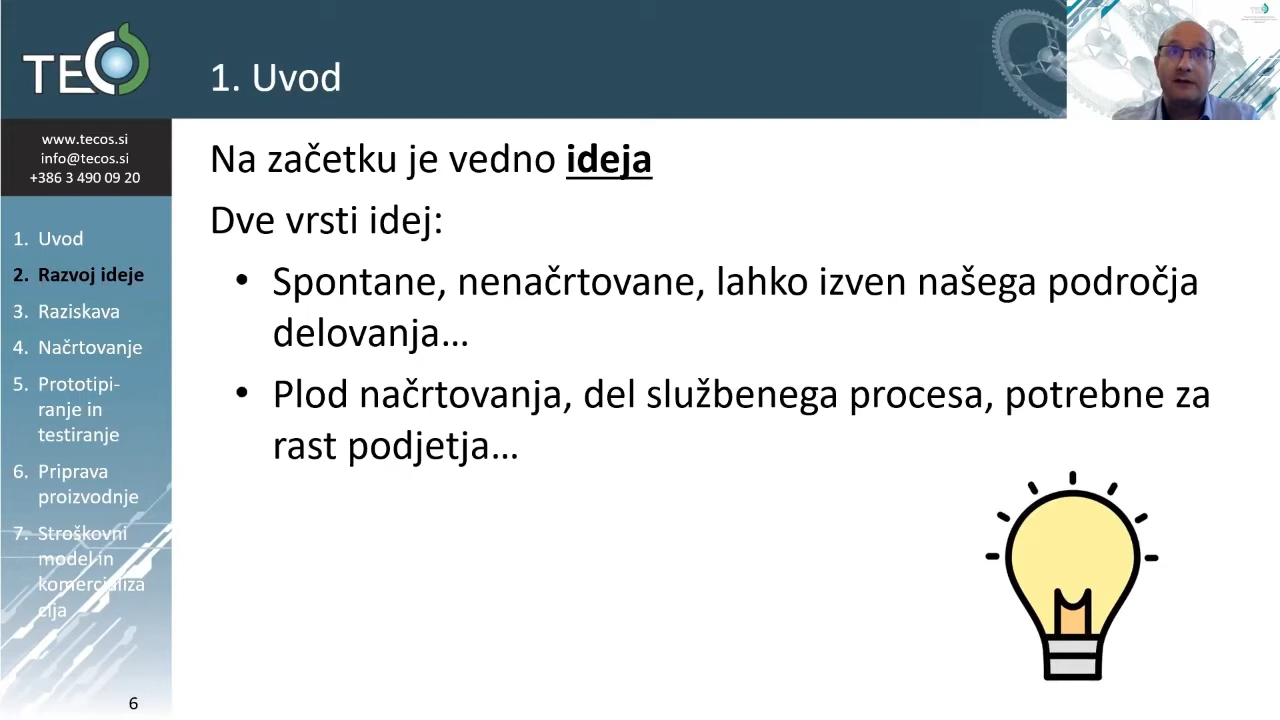 TECOS
1. Uvod
www.tecos.si
info@tecos.si
+386 3 490 09 20
1. Uvod
2. Razvoj ideje
3. Raziskava
4. Načrtovanje
5. Prototipi-
ranje in
testiranje
6. Priprava
proizvodnje
7. Stroškovni
model in
komercializa
cija
Na začetku je vedno ideja
Dve vrsti idej:
• Spontane, nenačrtovane, lahko izven našega področja
delovanja…
• Plod načrtovanja, del službenega procesa, potrebne za
rast podjetja…
6